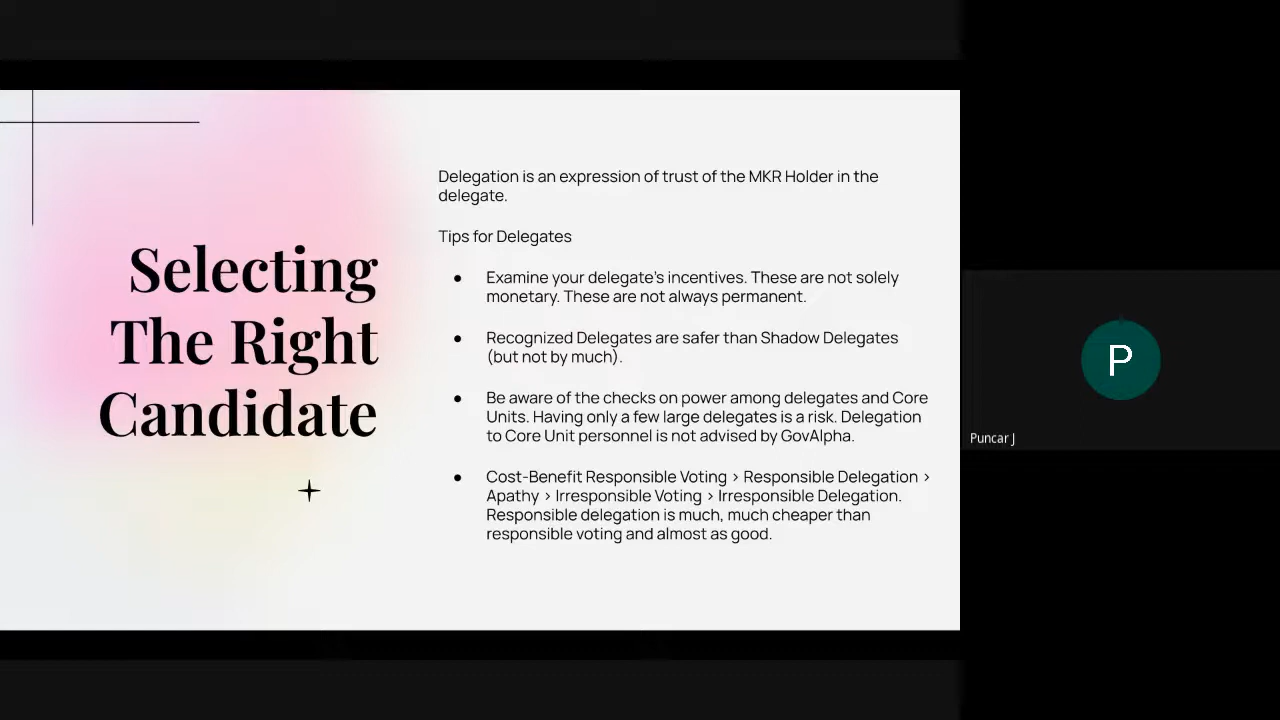 Selecting
The Right
Candidate
Delegation is an expression of trust of the MKR Holder in the
delegate.
Tips for Delegates
● Examine your delegate's incentives. These are not solely
monetary. These are not always permanent.
● Recognized Delegates are safer than Shadow Delegates
(but not by much).
● Be aware of the checks on power among delegates and Core
Units. Having only a few large delegates is a risk. Delegation
to Core Unit personnel is not advised by GovAlpha.
● Cost-Benefit Responsible Voting > Responsible Delegation >
Apathy > Irresponsible Voting > Irresponsible Delegation.
Responsible delegation is much, much cheaper than
responsible voting and almost as good.
P
Puncar J